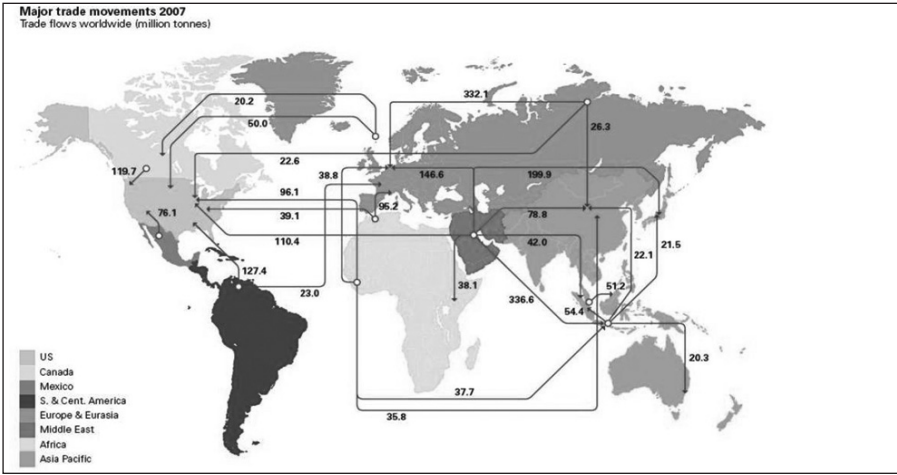 Major trade movements 2007
Trade flows worldwide (million tonnes)
20.2
332.1
50.0
26.3
22.6
119.7
38.8
146.6
199.9
96.1
95.2
76.1
39.1
78.8
110.4
42.0
21.5
22.1
127.4
38.1
51.2
23.0
336.6
54.4
US
20.3
Canada
Mexico
37.7
S. & Cent. America
Europe & Eurasia
35.8
Middle East
Africa
Asia Pacific